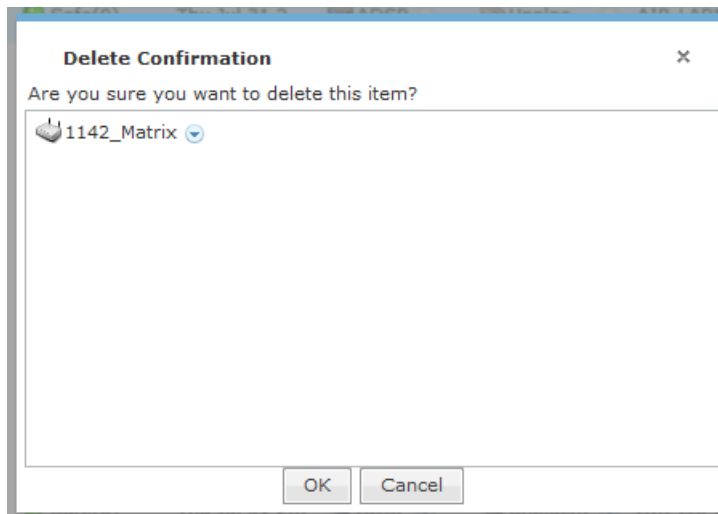 Delete Confirmation
Are you sure you want to delete this item?
1142_Matrix
OK
Cancel